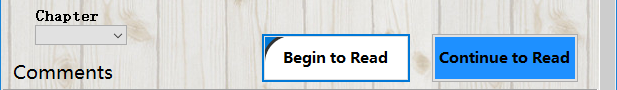 Chapter
Begin to Read
Continue to Read
Comments